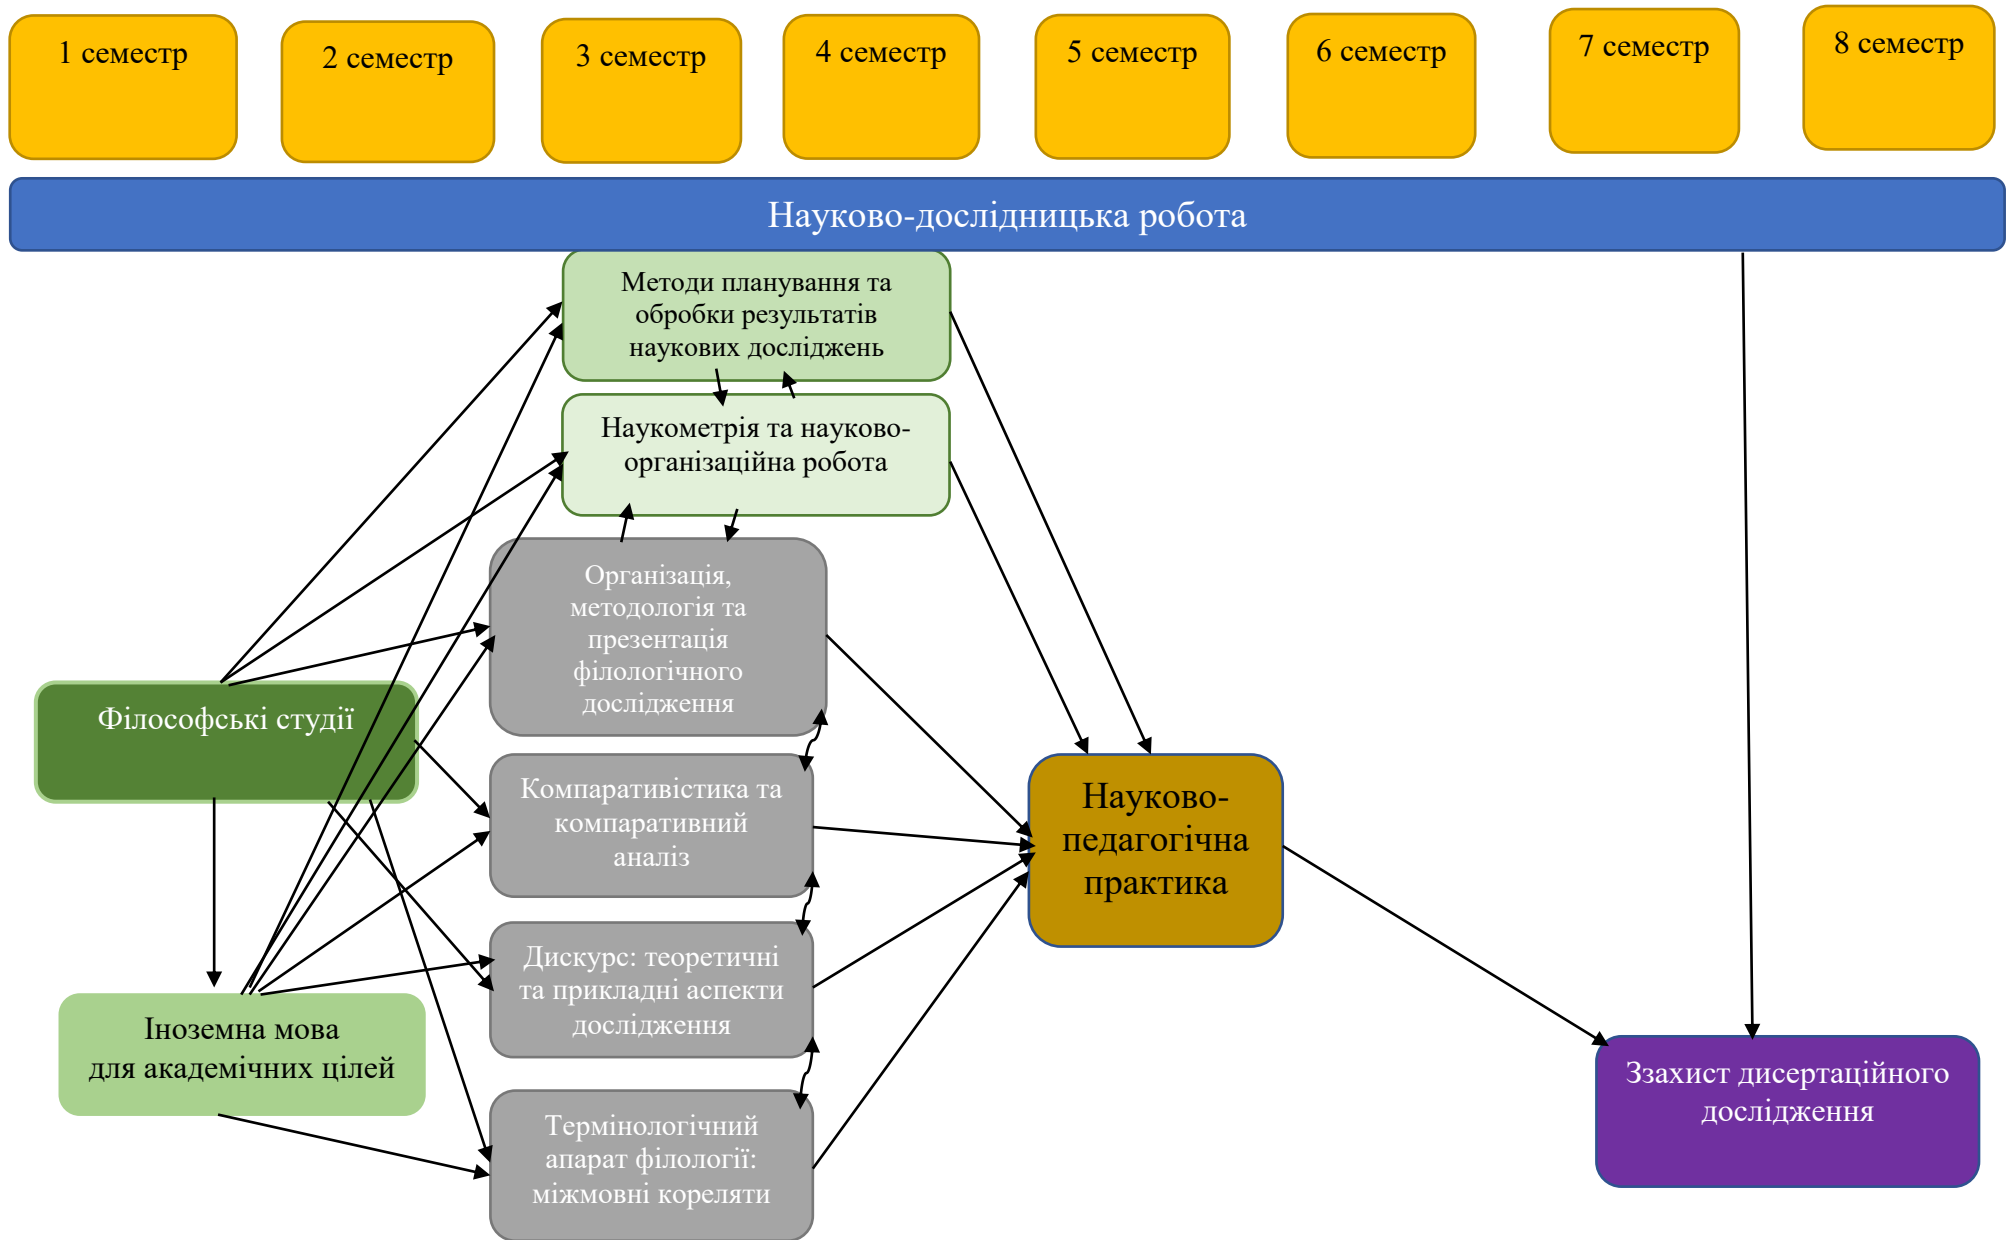 1 семестр
2 семестр
3 семестр
4 семестр
5 семестр
6 семестр
7 семестр
8 семестр
Науково-дослідницька робота
Методи планування та
обробки результатів
наукових досліджень
Наукометрія та науково-
організаційна робота
Організація,
методологія та
презентація
філологічного
дослідження
Філософські студії
Компаративістика та
компаративний
аналіз
Науково-
педагогічна
практика
Дискурс: теоретичні
та прикладні аспекти
дослідження
Іноземна мова
для академічних цілей
Ззахист дисертаційного
дослідження
Термінологічний
апарат філології:
міжмовні кореляти